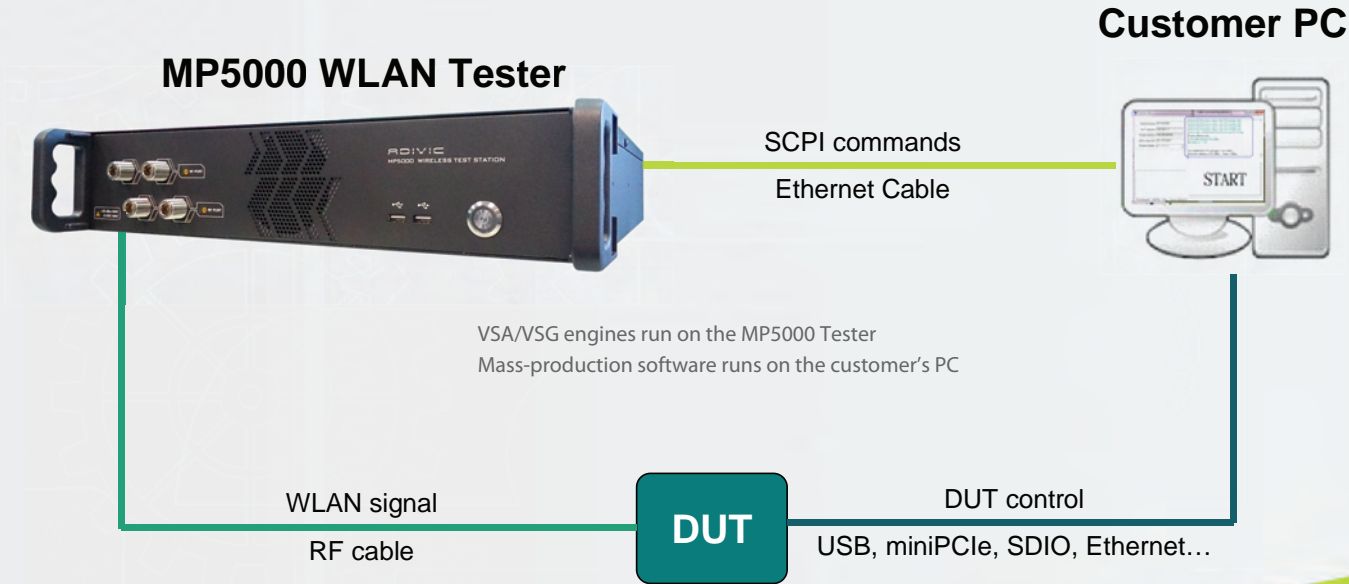 Customer PC
MP5000 WLAN Tester
ADIVIC
MP5000 WIRELESS TEST STATION
SCPI commands
Ethernet Cable
START
VSA/VSG engines run on the MP5000 Tester
Mass-production software runs on the customer’s PC
WLAN signal
RF cable
DUT
DUT control
USB, miniPCIe, SDIO, Ethernet…